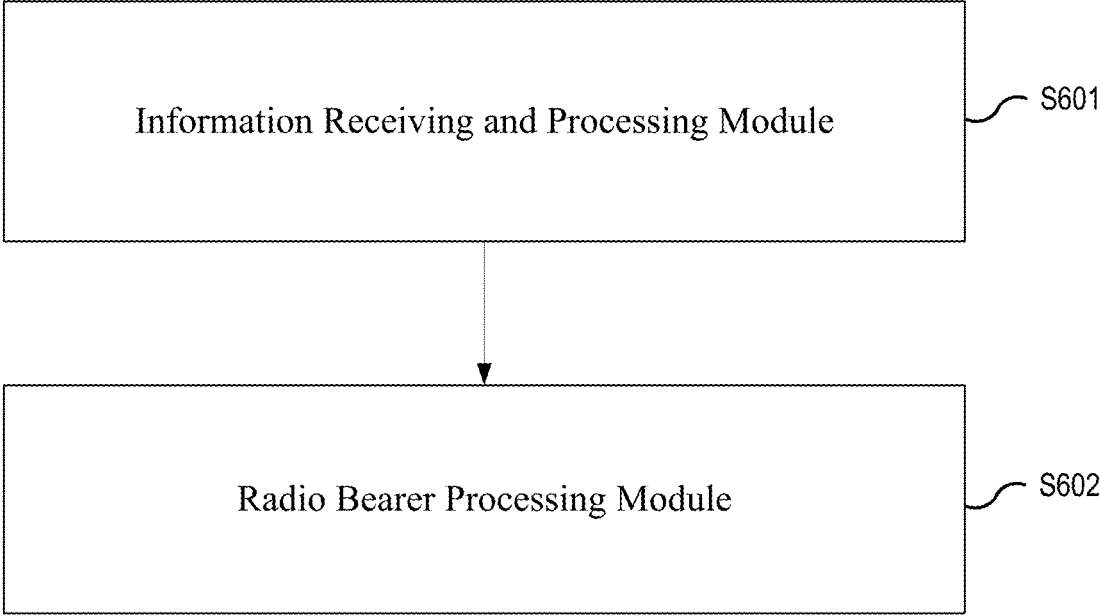 Information Receiving and Processing Module
S601
Radio Bearer Processing Module
S602